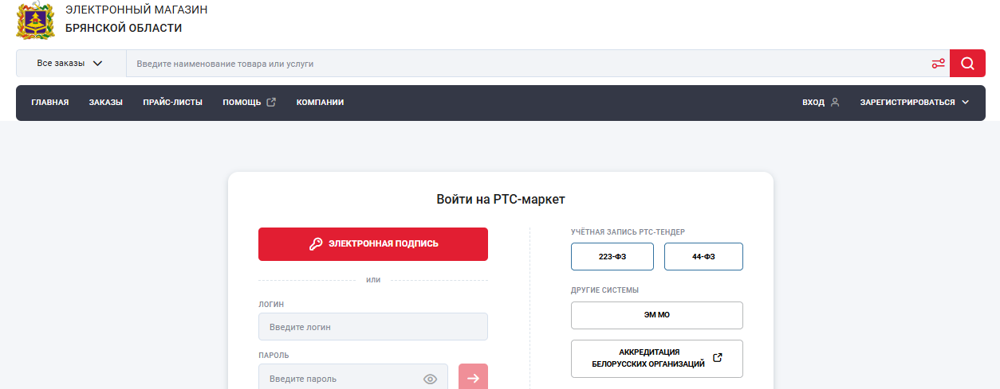 ЭЛЕКТРОННЫЙ МАГАЗИН
БРЯНСКОЙ ОБЛАСТИ
Все заказы
Введите наименование товара или услуги
ГЛАВНАЯ ЗАКАЗЫ ПРАЙС-ЛИСТЫ ПОМОЩЬ КОМПАНИИ ВХОД ЗАРЕГИСТРИРОВАТЬСЯ
Войти на РТС-маркет
ЭЛЕКТРОННАЯ ПОДПИСЬ
или
ЛОГИН
Введите логин
ПАРОЛЬ
Введите пароль
УЧЁТНАЯ ЗАПИСЬ РТС-ТЕНДЕР
223-ФЗ 44-ФЗ
ДРУГИЕ СИСТЕМЫ
ЭМ МО
АККРЕДИТАЦИЯ
БЕЛОРУССКИХ ОРГАНИЗАЦИЙ